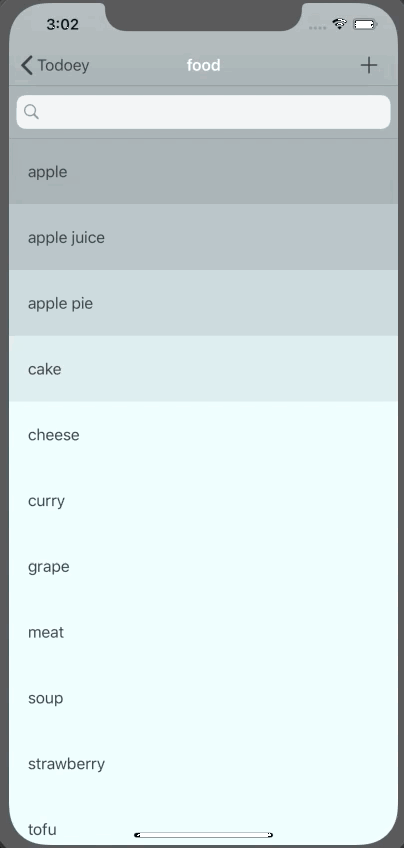 3:02
Todoey food
apple
apple juice
apple pie
cake
cheese
curry
grape
meat
soup
strawberry
tofu